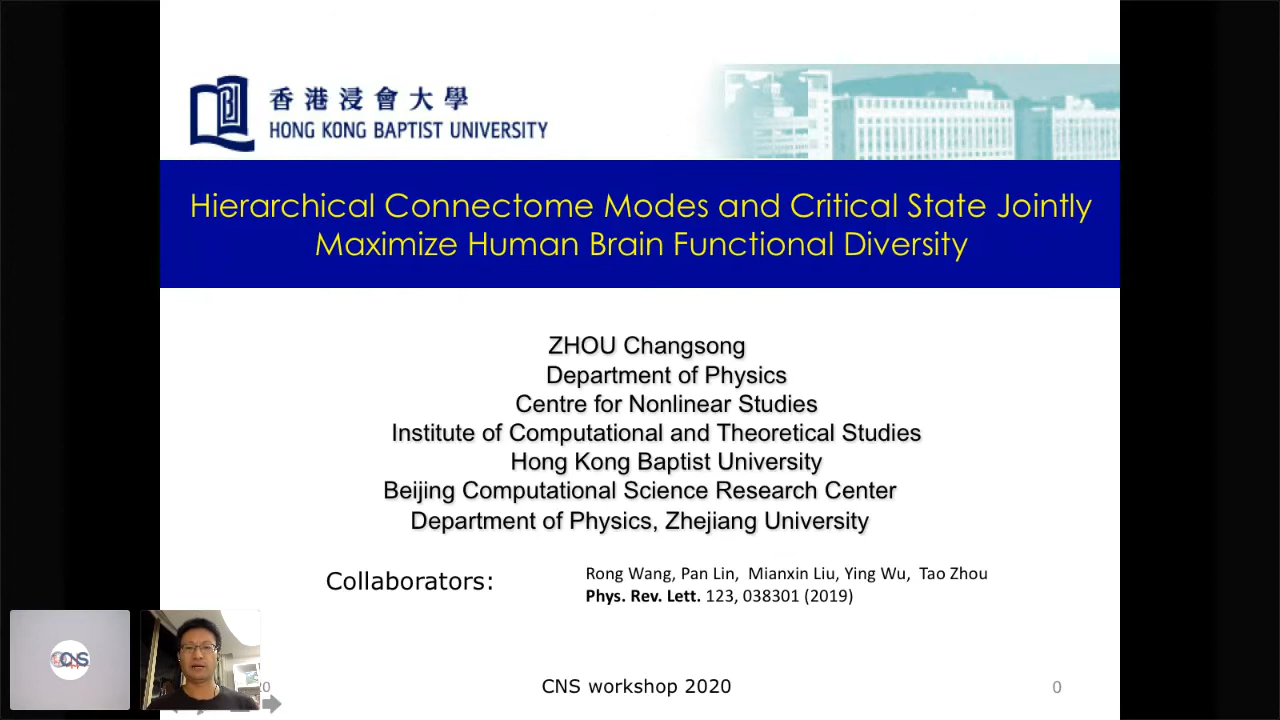 香港浸會大學
HONG KONG BAPTIST UNIVERSITY
Hierarchical Connectome Modes and Critical State Jointly
Maximize Human Brain Functional Diversity
ZHOU Changsong
Department of Physics
Centre for Nonlinear Studies
Institute of Computational and Theoretical Studies
Hong Kong Baptist University
Beijing Computational Science Research Center
Department of Physics, Zhejiang University
Collaborators:
Rong Wang, Pan Lin, Mianxin Liu, Ying Wu, Tao Zhou
Phys. Rev. Lett. 123, 038301 (2019)
CNS
CNS workshop 2020
0